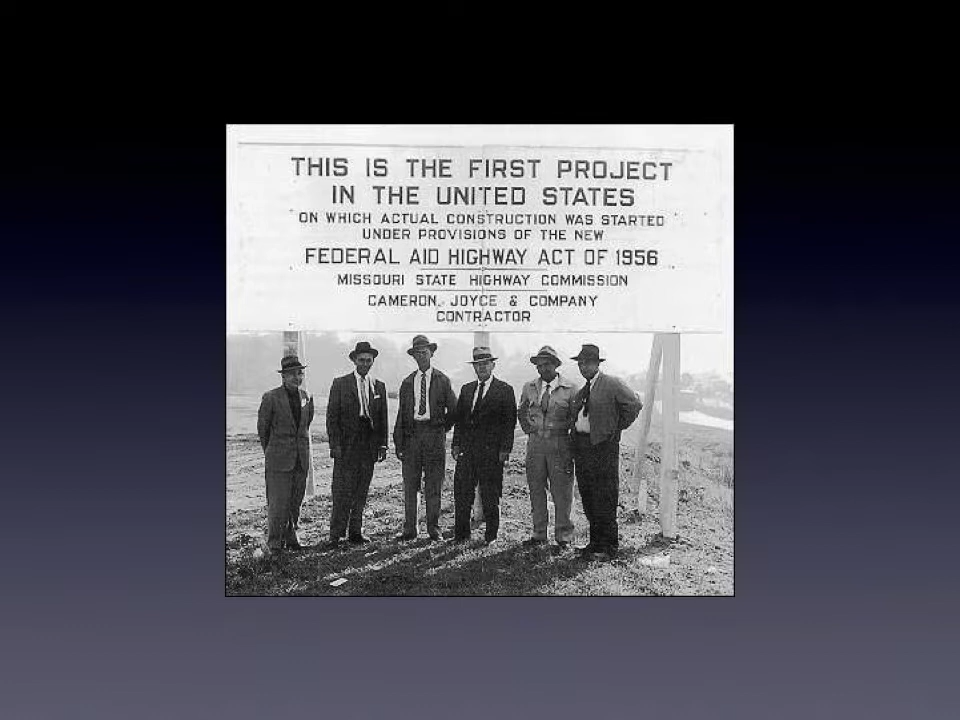 THIS IS THE FIRST PROJECT
IN THE UNITED STATES
ON WHICH ACTUAL CONSTRUCTION WAS STARTED
UNDER PROVISIONS OF THE NEW
FEDERAL AID HIGHWAY ACT OF 1956
MISSOURI STATE HIGHWAY COMMISSION
CAMERON, JOYCE & COMPANY
CONTRACTOR